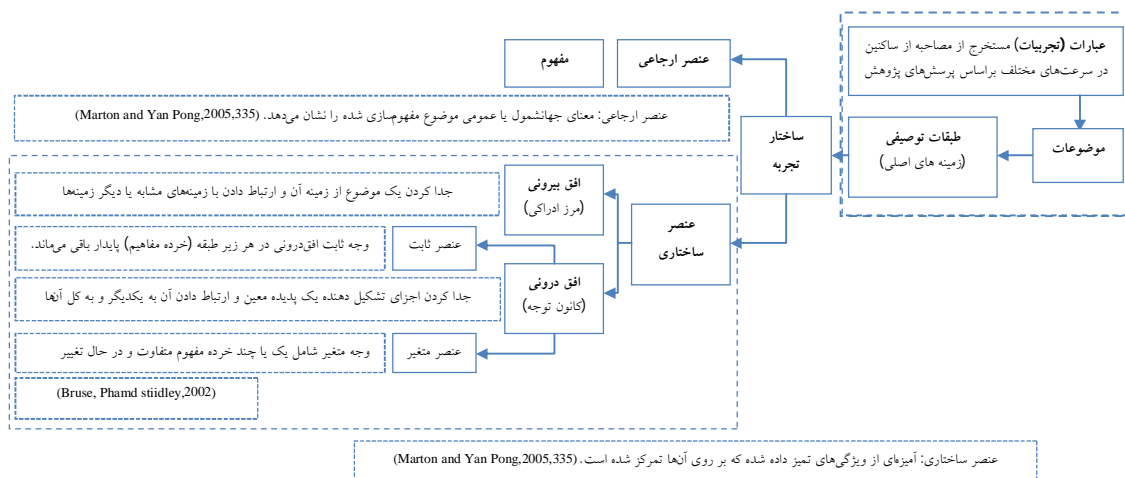 عبارات (تجربیات) مستخرج از مصاحبه از ساکنین
در سرعت‌های مختلف براساس پرسش‌های پژوهش
موضوعات
طبقات توصیفی
(زمینه های اصلی)
ساختار
تجربه
عنصر ارجاعی
مفهوم
عنصر ارجاعی: معنای جهانشمول یا عمومی موضوع مفهوم‌سازی شده را نشان می‌دهد. (Marton and Yan Pong,2005,335)
عنصر
ساختاری
افق بیرونی
(مرز ادراکی)
جدا کردن یک موضوع از زمینه آن و ارتباط دادن با زمینه‌های مشابه یا دیگر زمینه‌ها
افق درونی
(کانون توجه)
عنصر ثابت
وجه ثابت افق‌درونی در هر زیر طبقه (خرده مفاهیم) پایدار باقی می‌ماند.
جدا کردن اجزای تشکیل دهنده یک پدیده معین و ارتباط دادن آن به یکدیگر و به کل آن‌ها
عنصر متغیر
وجه متغیر شامل یک یا چند خرده مفهوم متفاوت و در حال تغییر
(Bruse, Phamd stiidley,2002)
عنصر ساختاری: آمیزه‌ای از ویژگی‌های تمیز داده شده که بر روی آن‌ها تمرکز شده است. (Marton and Yan Pong,2005,335)